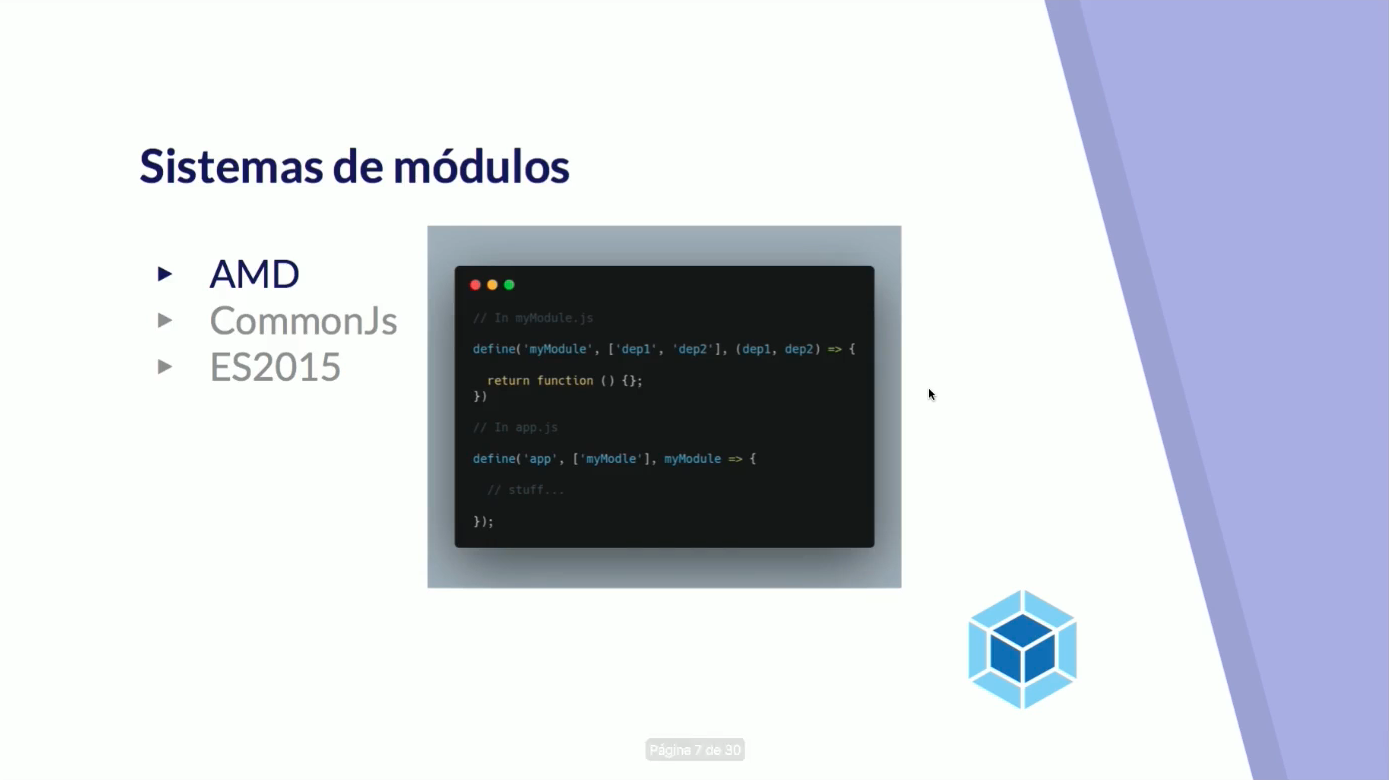 Sistemas de módulos
▸ AMD
▸ CommonJs
▸ ES2015
// In myModule.js
define('myModule', ['dep1', 'dep2'], (dep1, dep2) => {
return function () {};
})
// In app.js
define('app', ['myModle'], myModule => {
// stuff...
});
Página 7 de 30